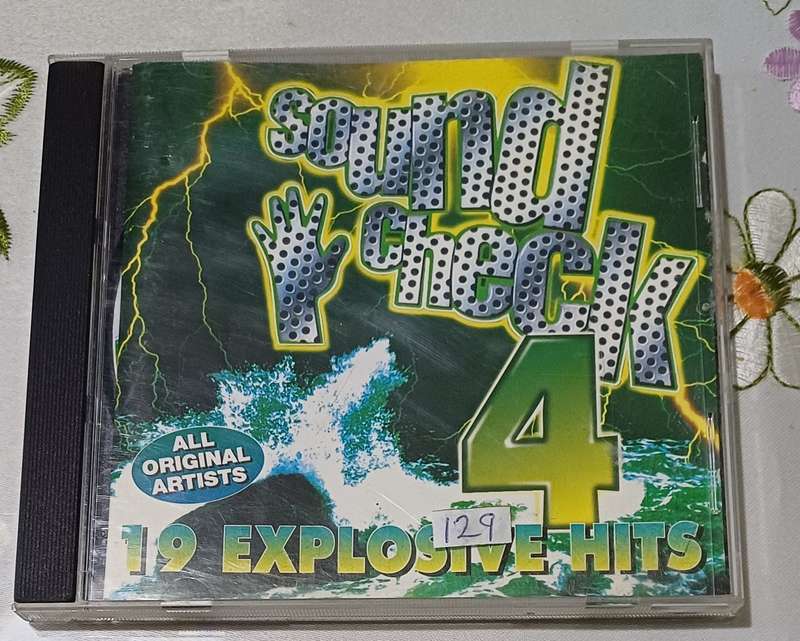 sound
check
4
ALL
ORIGINAL
ARTISTS
129
19 EXPLOSIVE HITS